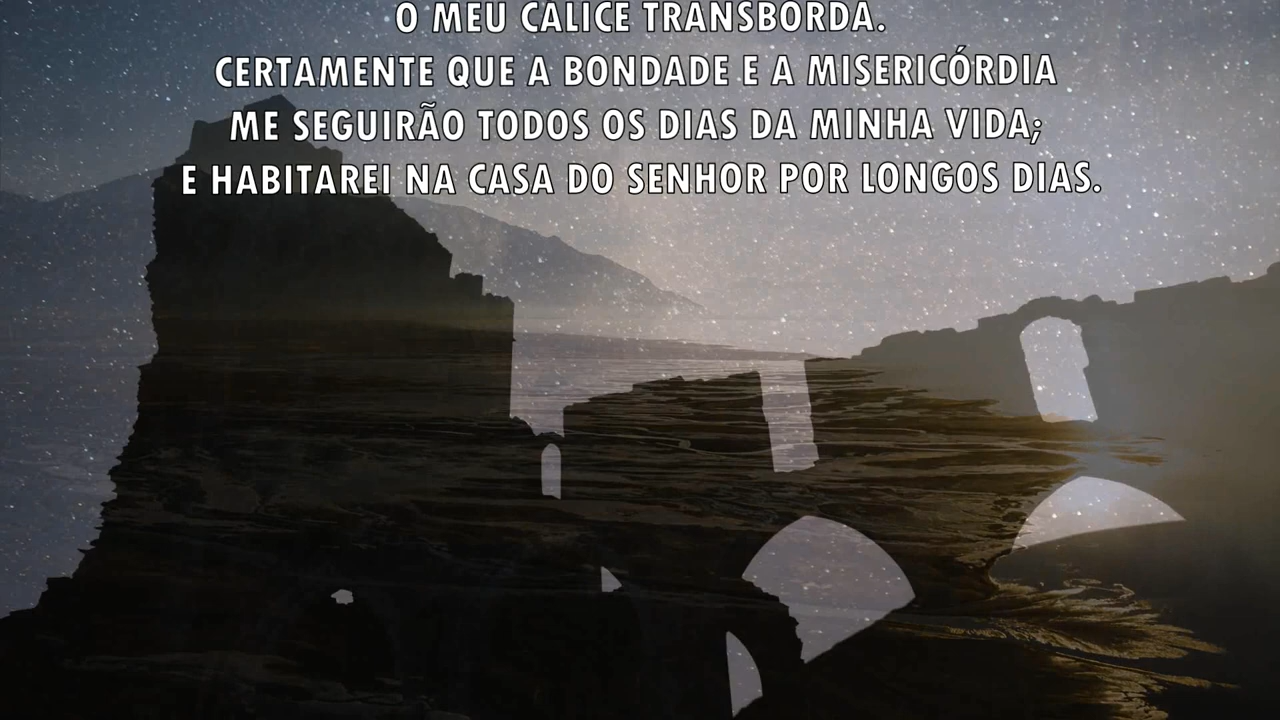 O MEU CÁLICE TRANSBORDA.
CERTAMENTE QUE A BONDADE E A MISERICÓRDIA
ME SEGUIRÃO TODOS OS DIAS DA MINHA VIDA;
E HABITAREI NA CASA DO SENHOR POR LONGOS DIAS.